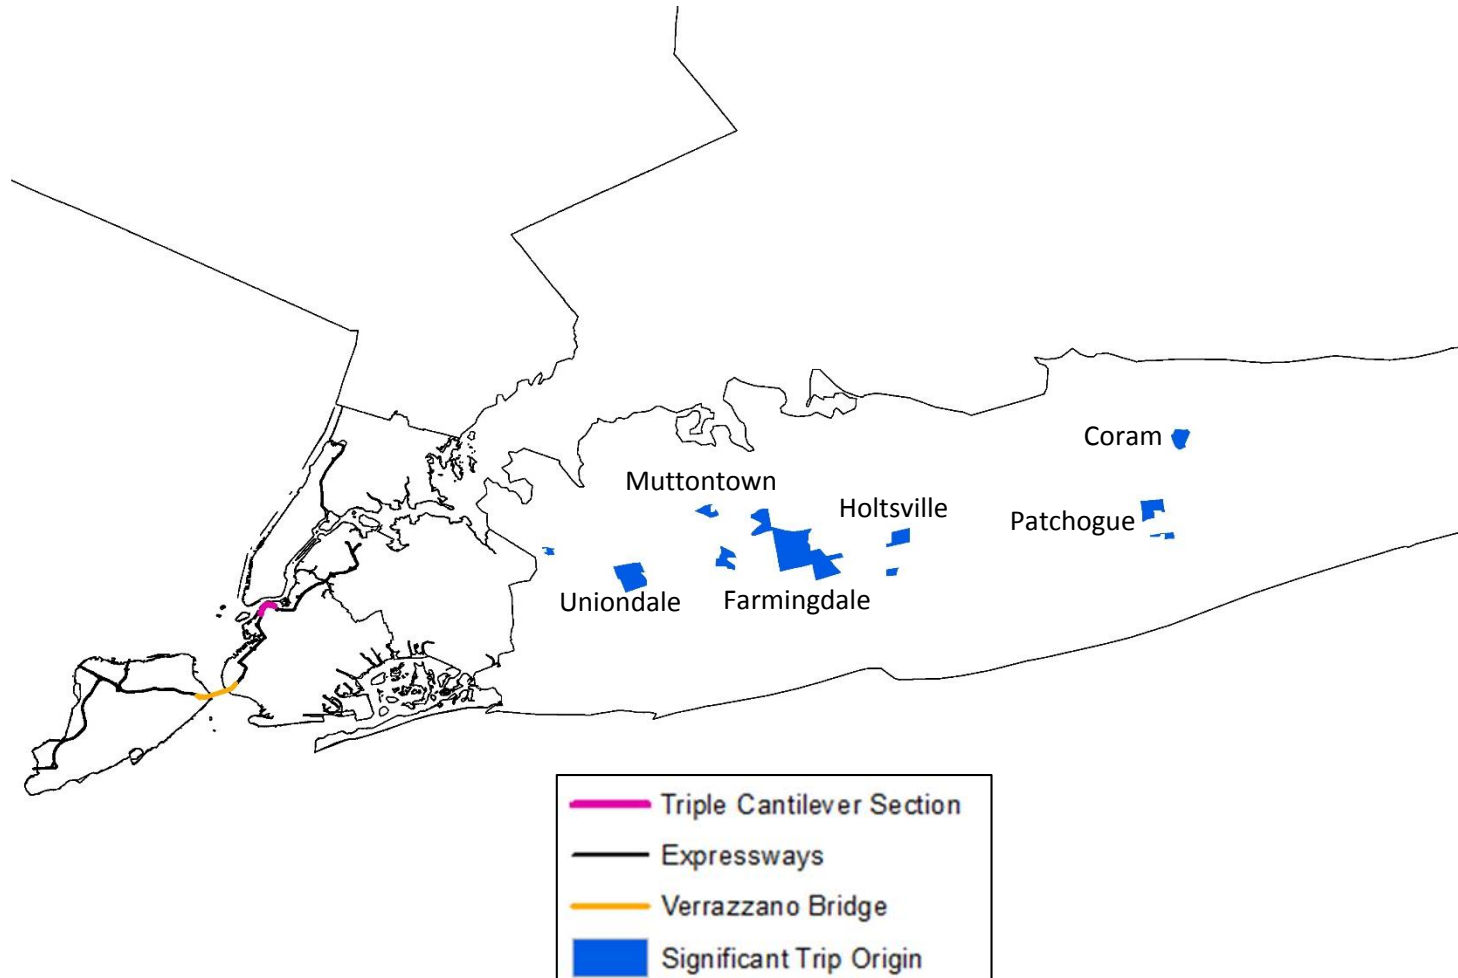 Coram
Muttontown
Holtsville
Patchogue
Uniondale
Farmingdale
Triple Cantilever Section
Expressways
Verrazzano Bridge
Significant Trip Origin